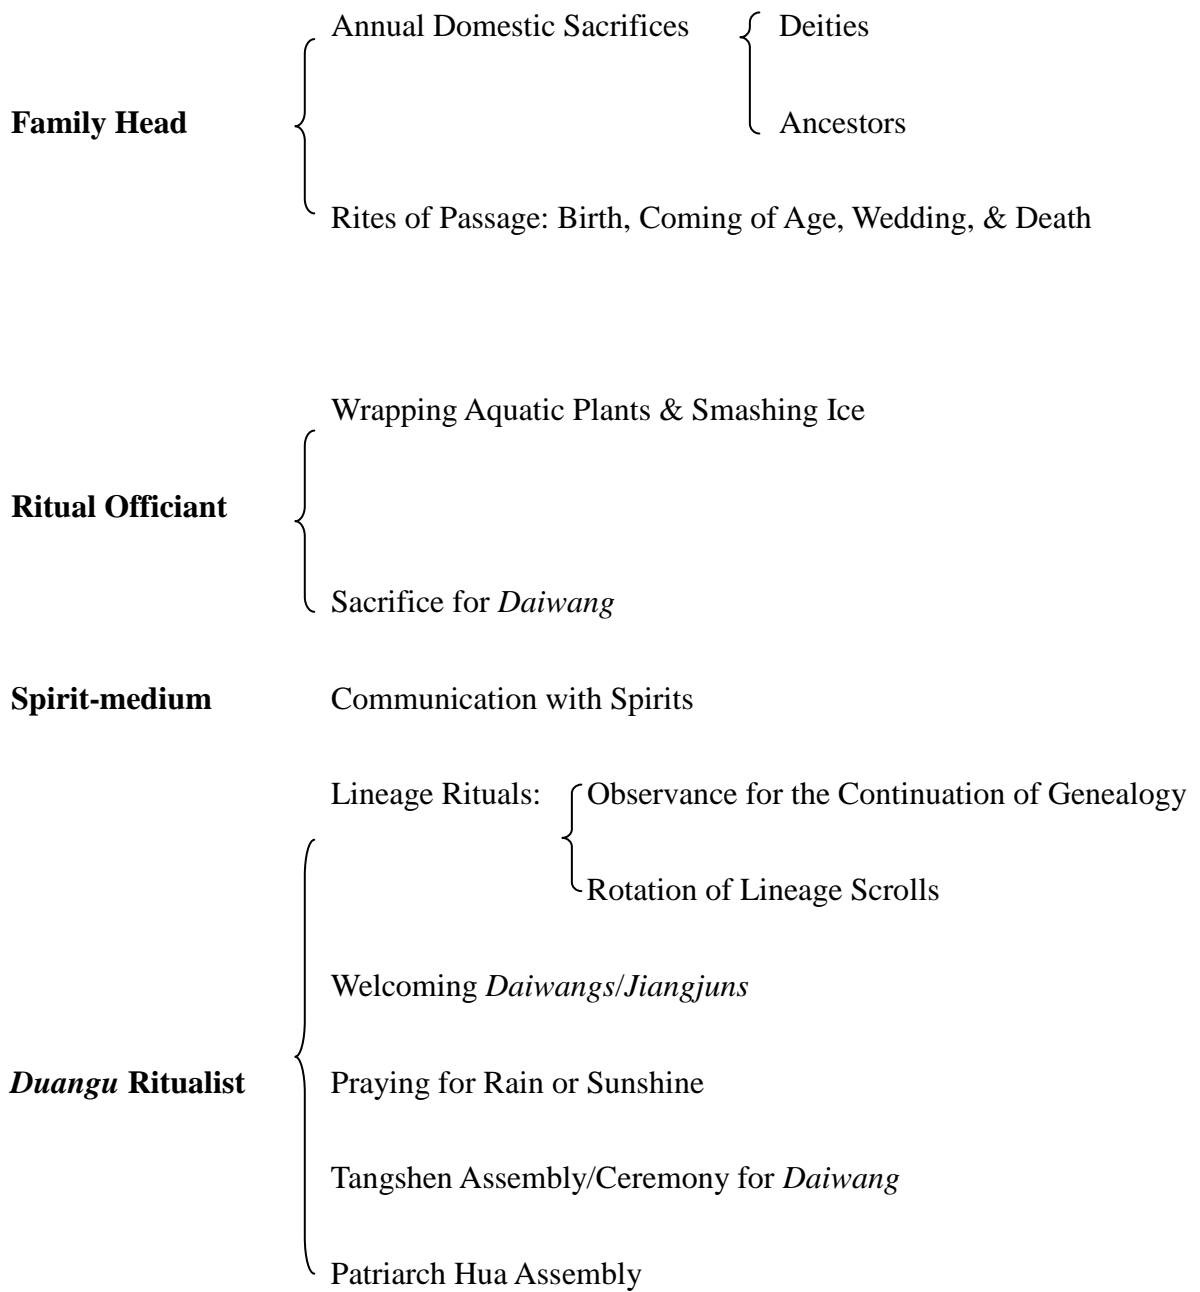 Annual Domestic Sacrifices Deities
Family Head Ancestors
Rites of Passage: Birth, Coming of Age, Wedding, & Death
Wrapping Aquatic Plants & Smashing Ice
Ritual Officiant
Sacrifice for Daiwang
Spirit-medium Communication with Spirits
Lineage Rituals: Observance for the Continuation of Genealogy
Rotation of Lineage Scrolls
Welcoming Daiwangs/Jiangjuns
Duangu Ritualist Praying for Rain or Sunshine
Tangshen Assembly/Ceremony for Daiwang
Patriarch Hua Assembly